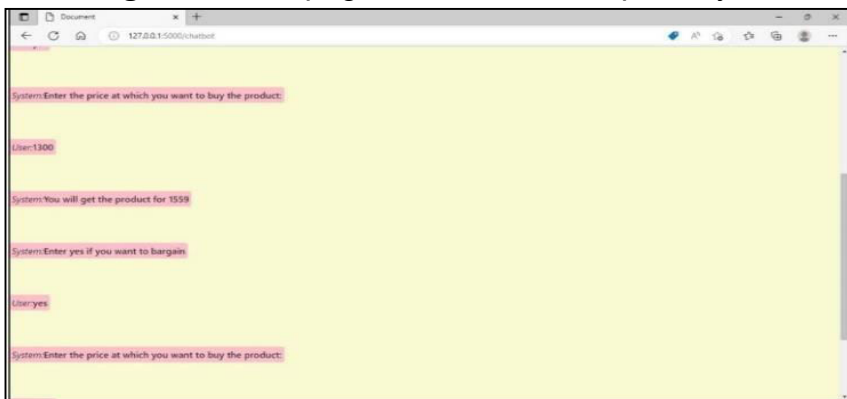 Document
127.0.0.1:5000/chatbot
System:Enter the price at which you want to buy the product:
User:1300
System:You will get the product for 1559
System:Enter yes if you want to bargain
User:yes
System:Enter the price at which you want to buy the product: